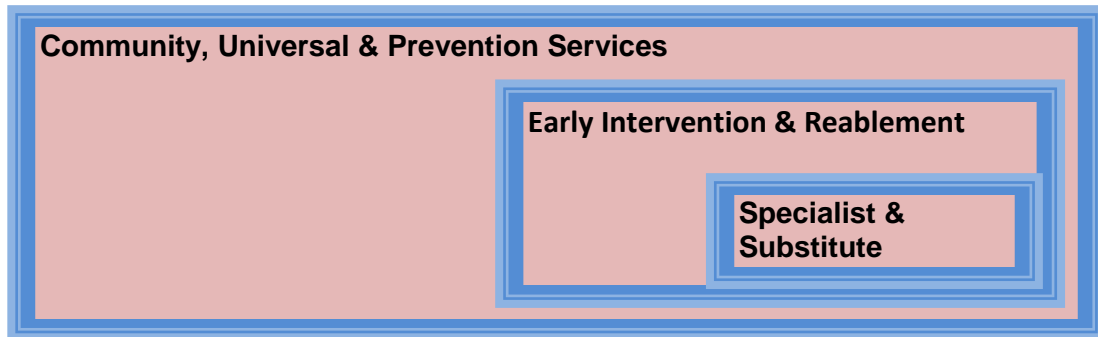 Community, Universal & Prevention Services
Early Intervention & Reablement
Specialist &
Substitute